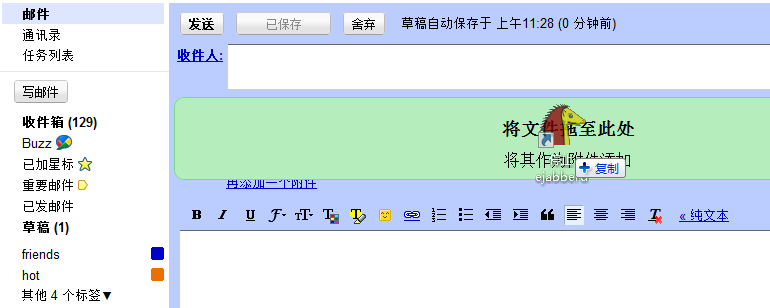 邮件
通讯录
任务列表
写邮件
收件箱 (129)
Buzz
已加星标
重要邮件
已发邮件
草稿 (1)
friends
hot
其他 4 个标签▼
发送
已保存
舍弃
草稿自动保存于 上午11:28 (0 分钟前)
收件人:
将文件拖至此处
将其作为附件添加
复制
ejabberd
再添加一个附件
B I U
« 纯文本